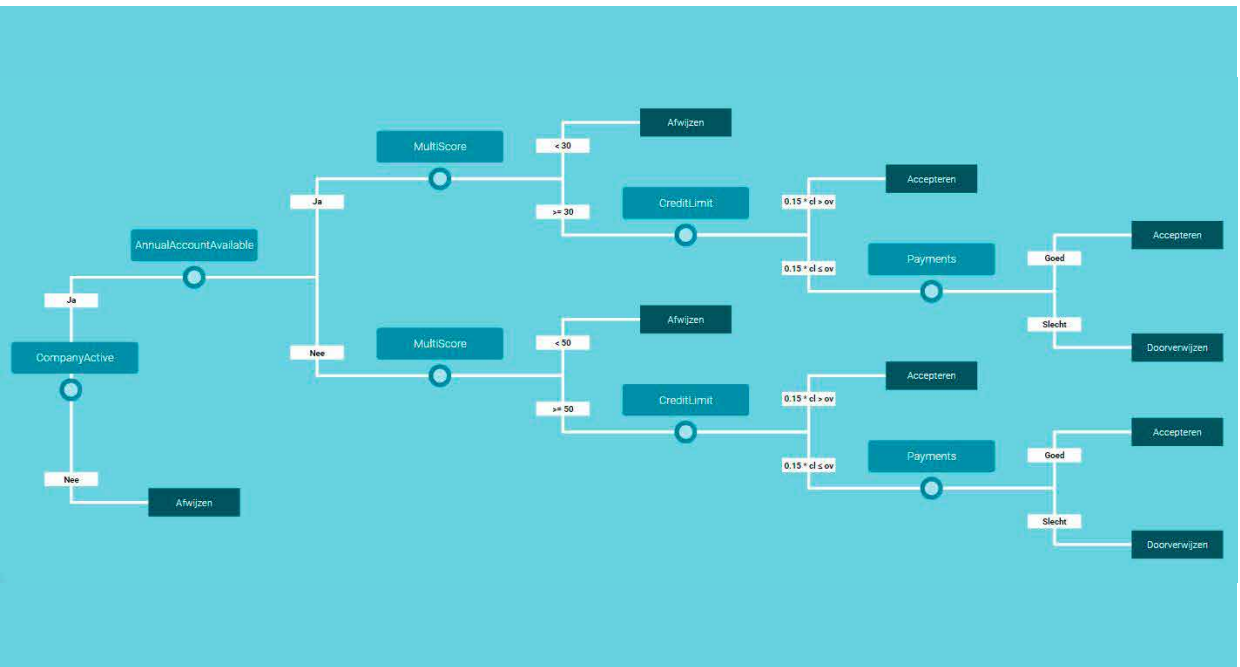 Afwijzen
MultiScore
< 30
Accepteren
Ja
0.15 * cl > ov
CreditLimit
>= 30
Accepteren
AnnualAccountAvailable
Goed
Payments
0.15 * cl ≤ ov
Ja
Afwijzen
Slecht
MultiScore
< 50
Doorverwijzen
Nee
CompanyActive
Accepteren
0.15 * cl > ov
CreditLimit
>= 50
Accepteren
Goed
Payments
0.15 * cl ≤ ov
Nee
Afwijzen
Slecht
Doorverwijzen